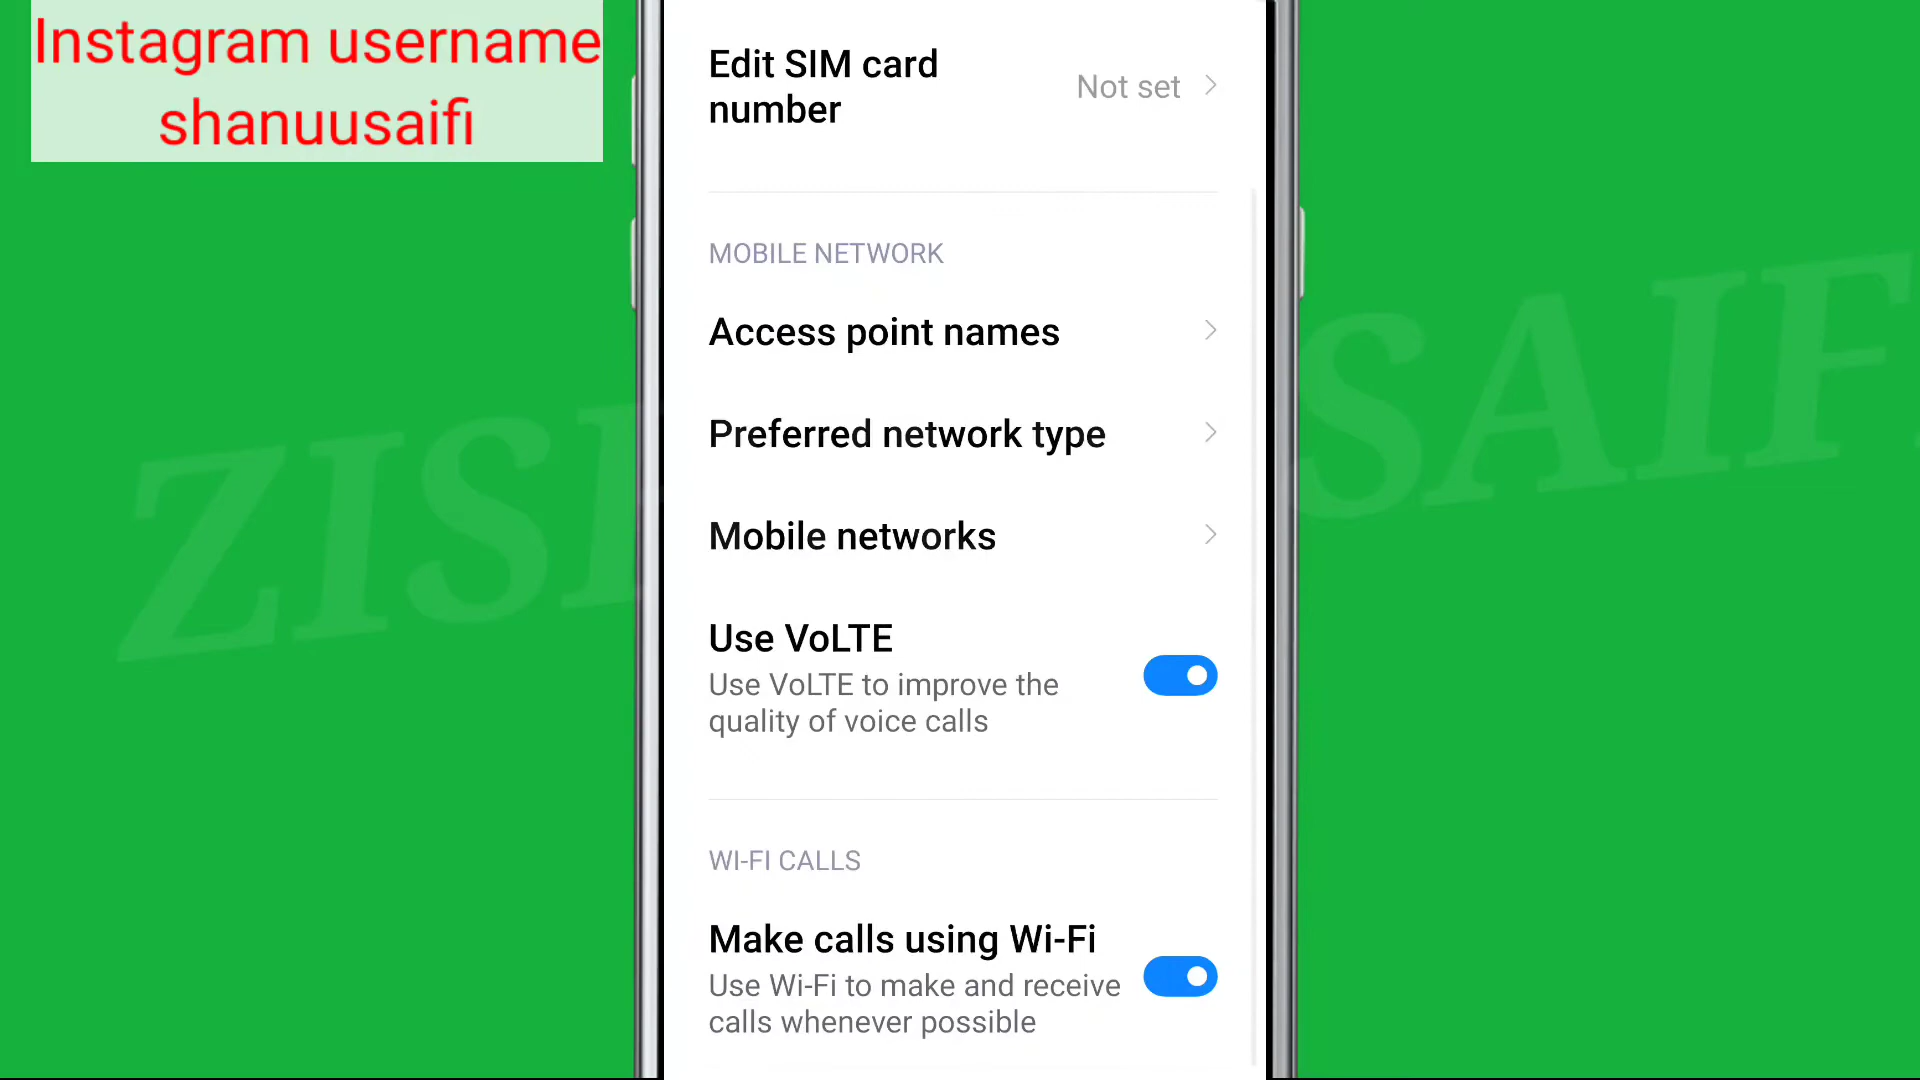 Instagram username
shanuusaifi
Edit SIM card
number
Not set
MOBILE NETWORK
Access point names
Preferred network type
Mobile networks
Use VoLTE
Use VoLTE to improve the
quality of voice calls
WI-FI CALLS
Make calls using Wi-Fi
Use Wi-Fi to make and receive
calls whenever possible